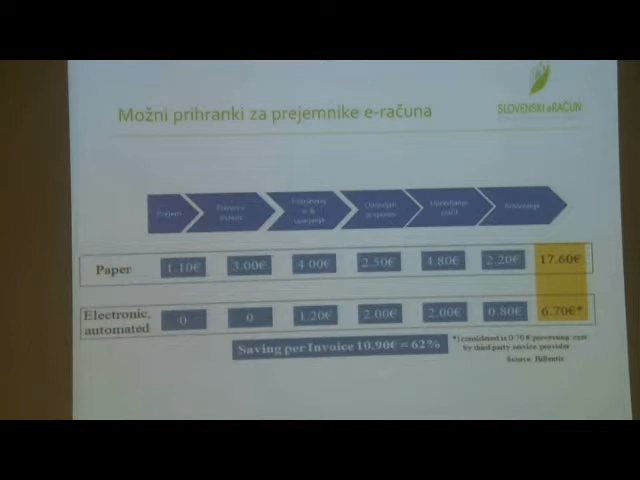 SLOVENSKI eRAČUN
Možni prihranki za prejemnike e-računa
Prejem
Paper 1.10€ 3.00€ 4.00€ 2.50€ 4.80€ 2.20€ 17.60€
Electronic, automated 0 0 1.20€ 2.00€ 2.00€ 0.80€ 6.70€*
Saving per Invoice 10.90€ = 62%
*) considered is 0.70 € processing cost
by third party service provider
Source: Billentis